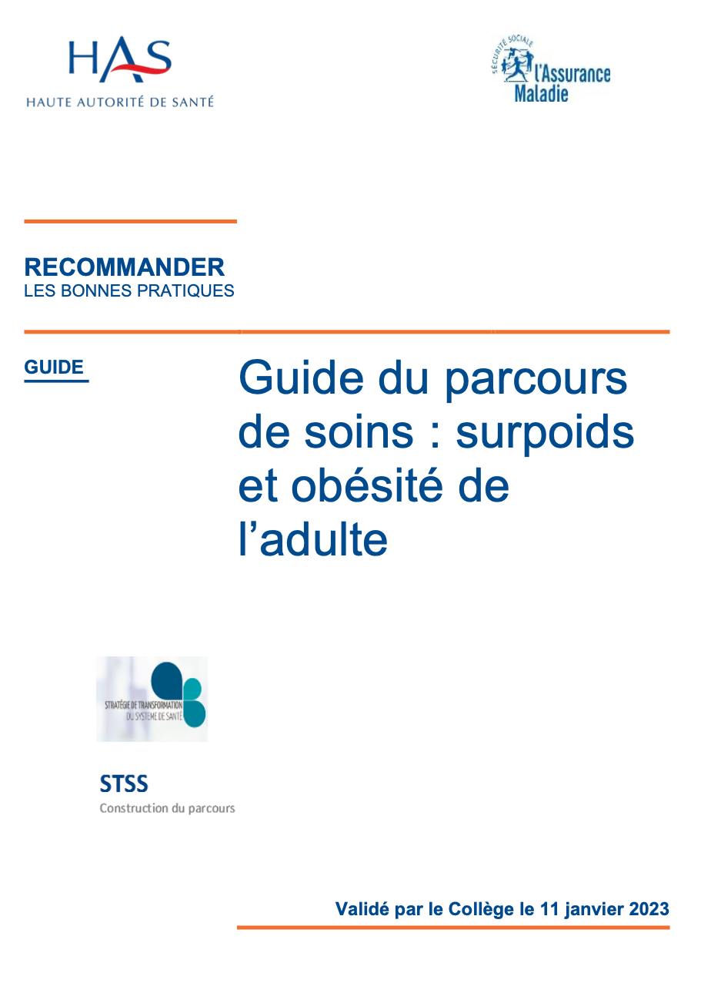 HAS
HAUTE AUTORITÉ DE SANTÉ
SÉCURITÉ SOCIALE
l'Assurance
Maladie
RECOMMANDER
LES BONNES PRATIQUES
GUIDE
Guide du parcours
de soins : surpoids
et obésité de
l’adulte
STRATÉGIE DE TRANSFORMATION
DU SYSTÈME DE SANTÉ
STSS
Construction du parcours
Validé par le Collège le 11 janvier 2023